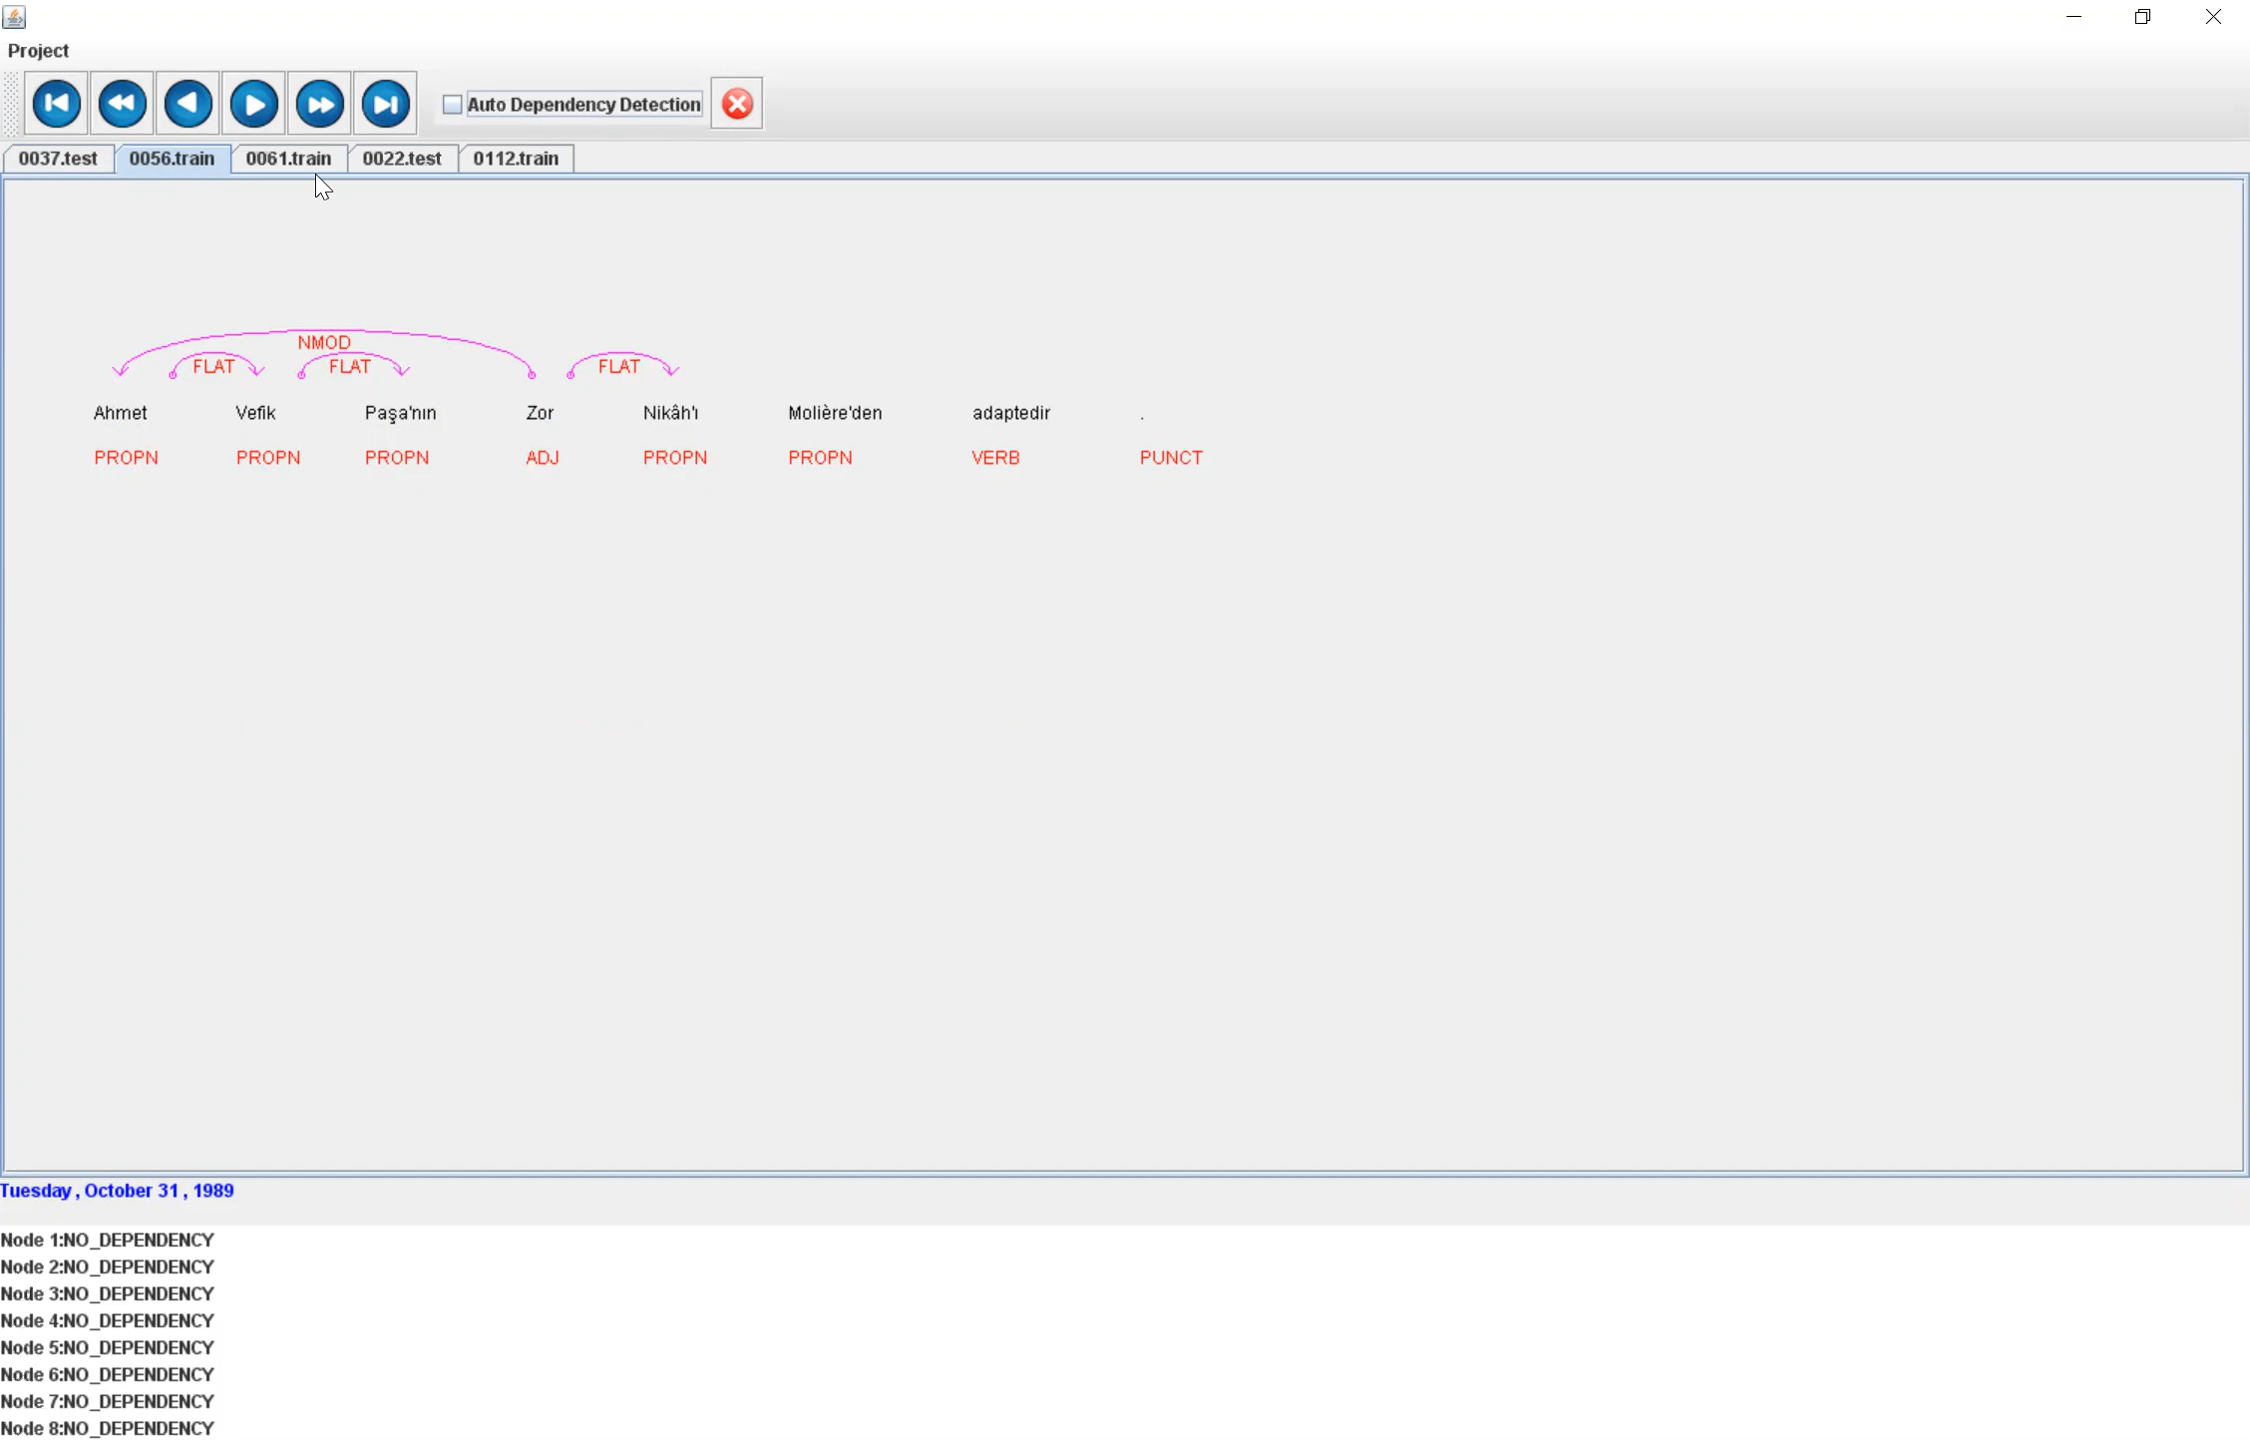 Project
Auto Dependency Detection
0037.test 0056.train 0061.train 0022.test 0112.train
NMOD
FLAT FLAT FLAT
Ahmet Vefik Paşa'nın Zor Nikâh'ı Molière'den adaptedir .
PROPN PROPN PROPN ADJ PROPN PROPN VERB PUNCT
Tuesday , October 31 , 1989
Node 1:NO_DEPENDENCY
Node 2:NO_DEPENDENCY
Node 3:NO_DEPENDENCY
Node 4:NO_DEPENDENCY
Node 5:NO_DEPENDENCY
Node 6:NO_DEPENDENCY
Node 7:NO_DEPENDENCY
Node 8:NO_DEPENDENCY